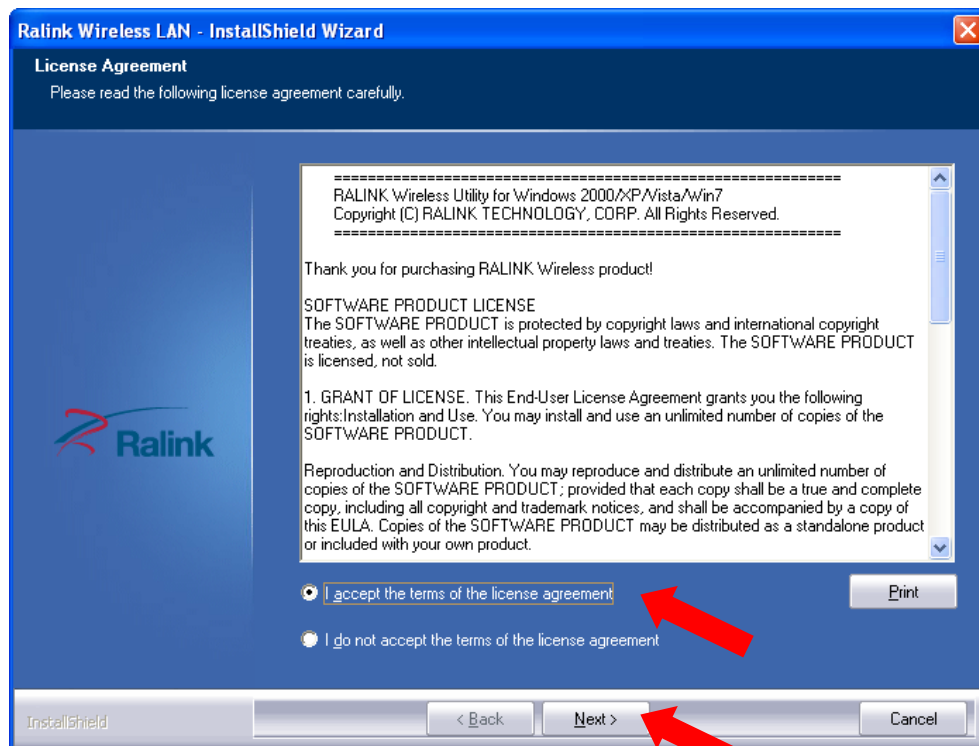 Ralink Wireless LAN - InstallShield Wizard
License Agreement
Please read the following license agreement carefully.
============================================================
RALINK Wireless Utility for Windows 2000/XP/Vista/Win7
Copyright (C) RALINK TECHNOLOGY, CORP. All Rights Reserved.
============================================================
Thank you for purchasing RALINK Wireless product!
SOFTWARE PRODUCT LICENSE
The SOFTWARE PRODUCT is protected by copyright laws and international copyright
treaties, as well as other intellectual property laws and treaties. The SOFTWARE PRODUCT
is licensed, not sold.
1. GRANT OF LICENSE. This End-User License Agreement grants you the following
rights:Installation and Use. You may install and use an unlimited number of copies of the
SOFTWARE PRODUCT.
Reproduction and Distribution. You may reproduce and distribute an unlimited number of
copies of the SOFTWARE PRODUCT; provided that each copy shall be a true and complete
copy, including all copyright and trademark notices, and shall be accompanied by a copy of
this EULA. Copies of the SOFTWARE PRODUCT may be distributed as a standalone product
or included with your own product.
Ralink
I accept the terms of the license agreement
Print
I do not accept the terms of the license agreement
InstallShield
< Back
Next >
Cancel